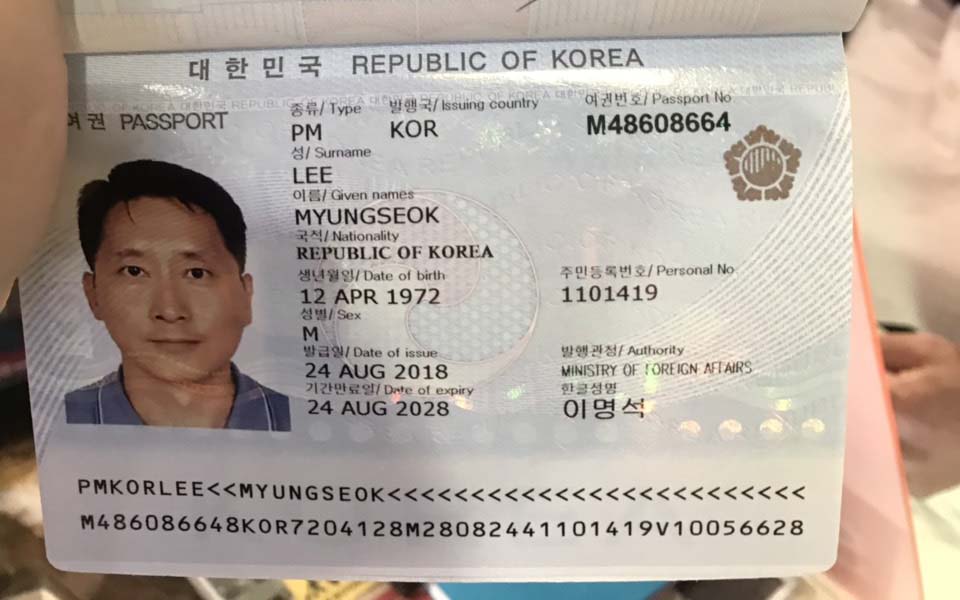 대한민국 REPUBLIC OF KOREA
여권 PASSPORT
종류/ Type 발행국/ Issuing country 여권번호/ Passport No
PM KOR M48608664
성/ Surname
LEE
이름/ Given names
MYUNGSEOK
국적/ Nationality
REPUBLIC OF KOREA
생년월일/ Date of birth 주민등록번호/ Personal No
12 APR 1972 1101419
성별/ Sex
M
발급일/ Date of issue 발행관청/ Authority
24 AUG 2018 MINISTRY OF FOREIGN AFFAIRS
기간만료일/ Date of expiry 한글성명
24 AUG 2028 이명석
PMKORLEE<<MYUNGSEOK<<<<<<<<<<<<<<<<<<<<<<<<<
M486086648KOR7204128M28082441101419V10056628